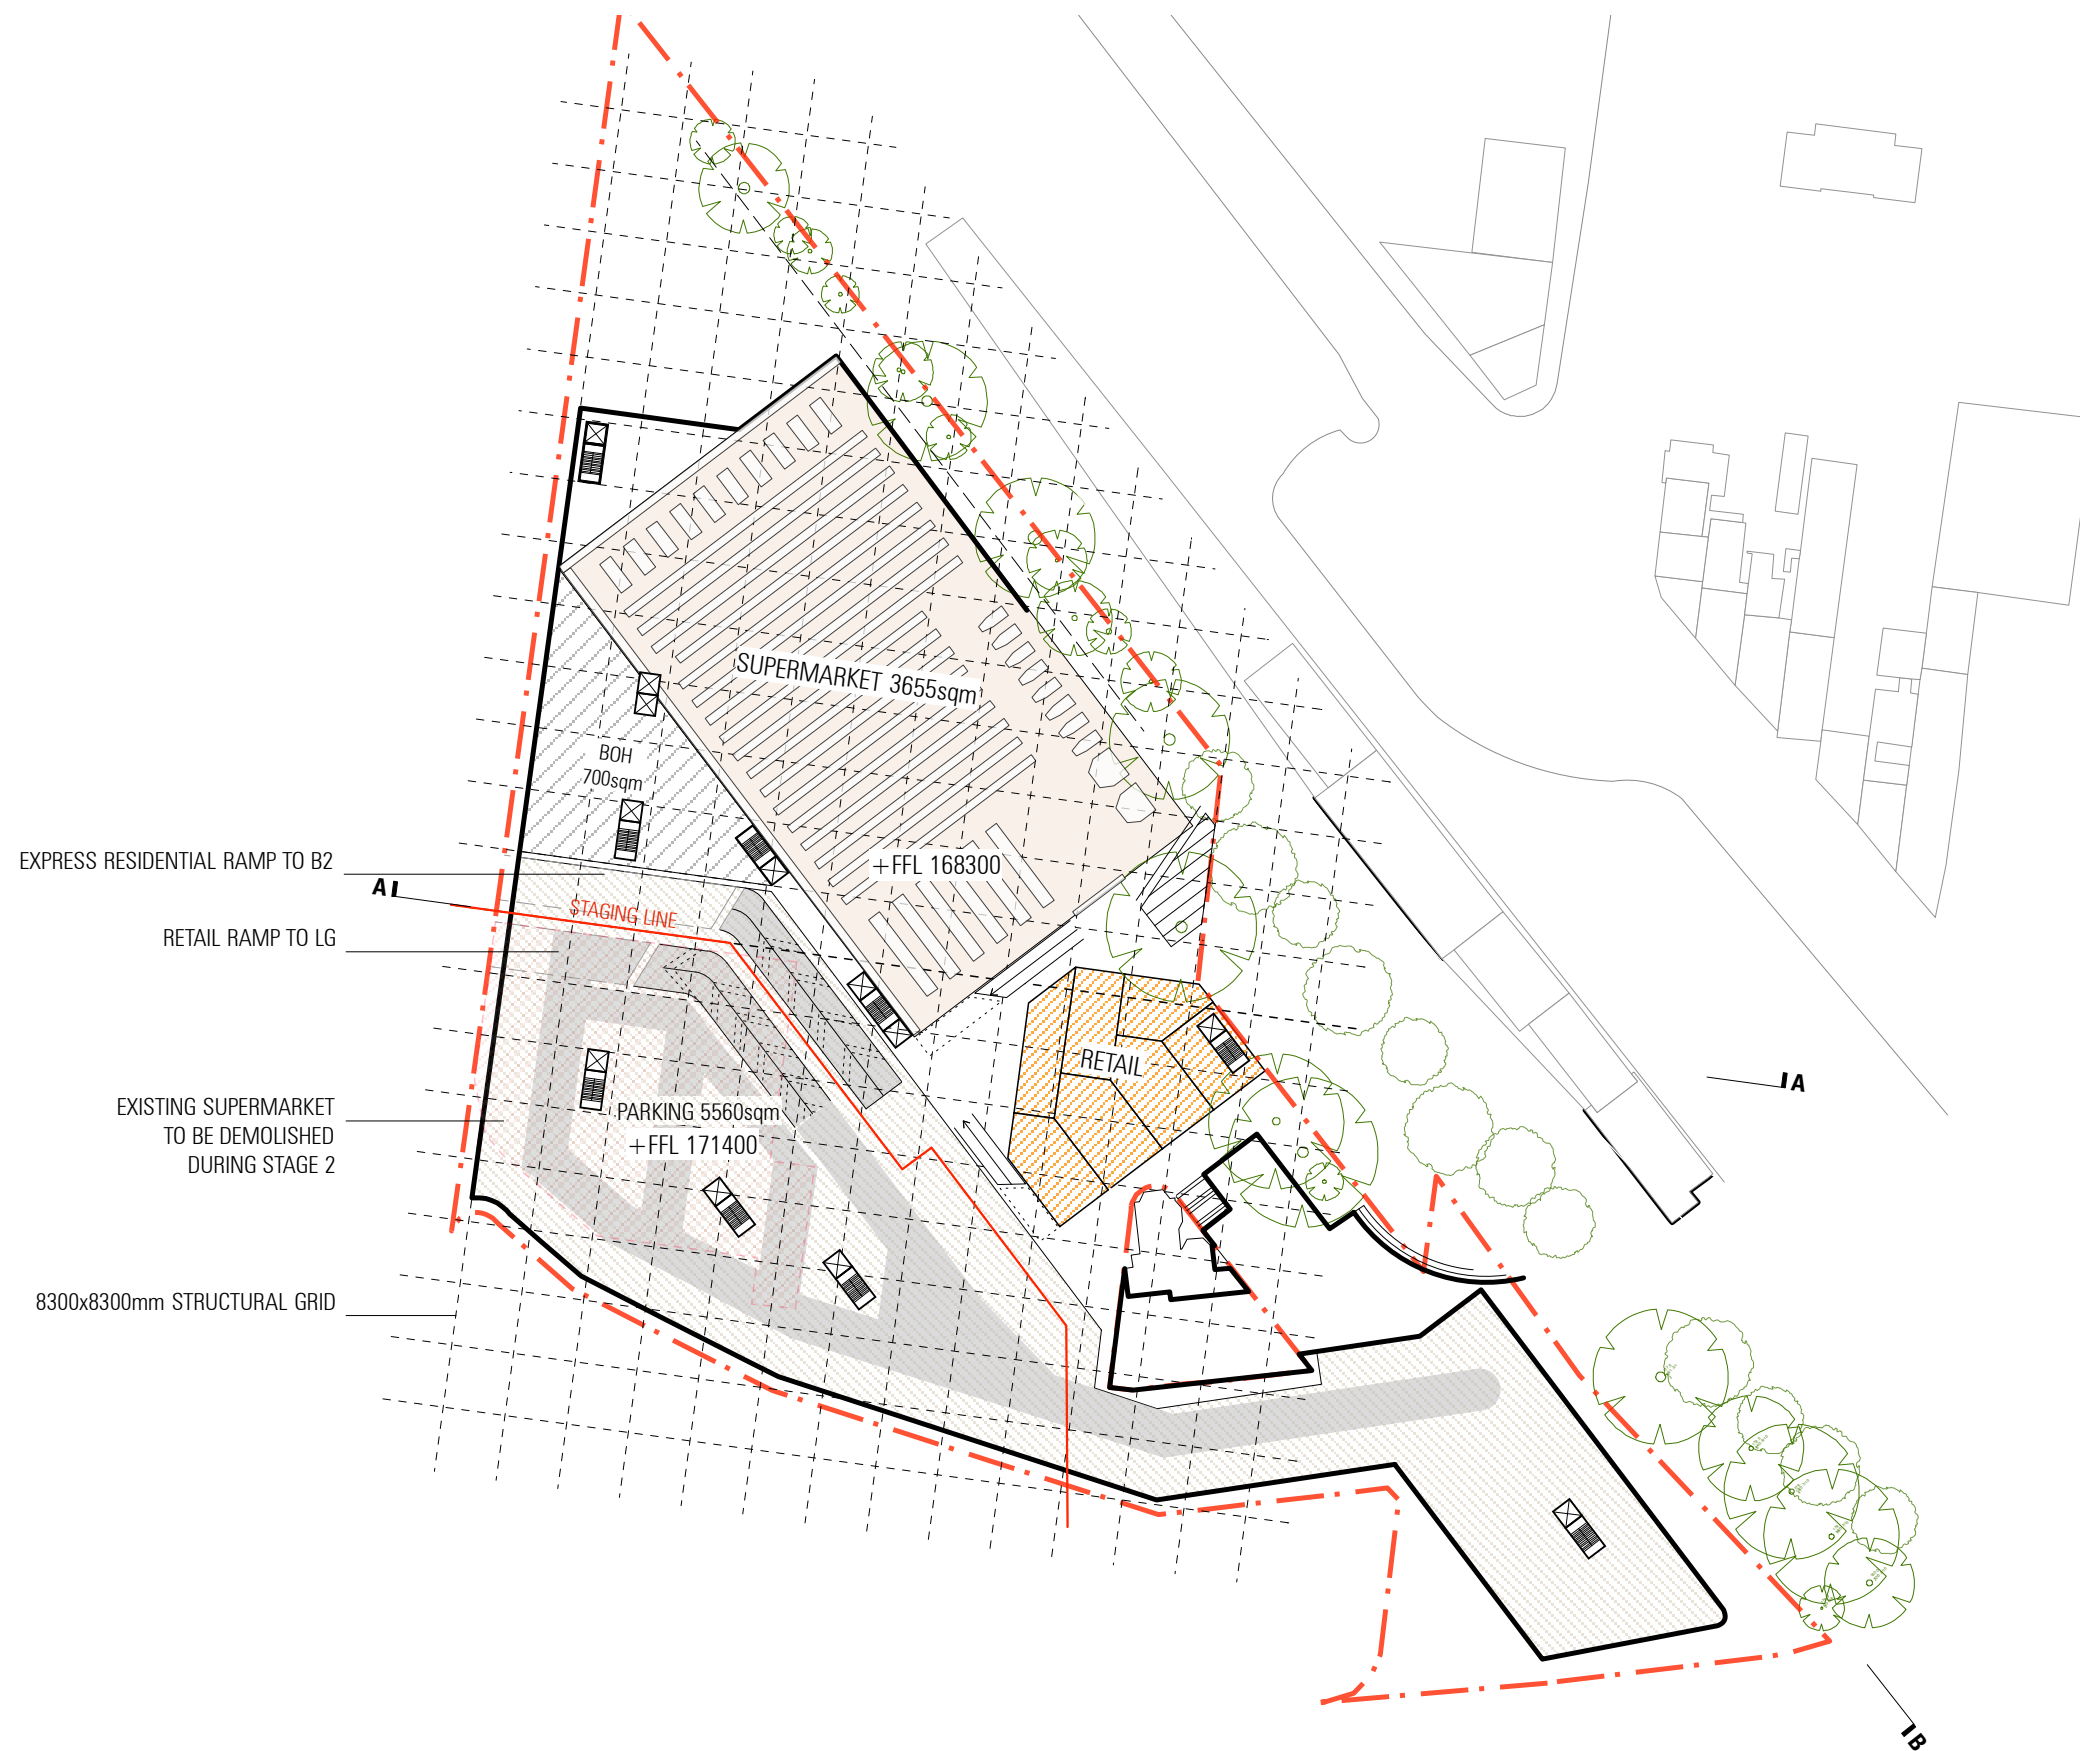 SUPERMARKET 3655sqm
BOH
700sqm
EXPRESS RESIDENTIAL RAMP TO B2
+FFL 168300
A
STAGING LINE
RETAIL RAMP TO LG
RETAIL
A
EXISTING SUPERMARKET
TO BE DEMOLISHED
DURING STAGE 2
PARKING 5560sqm
+FFL 171400
8300x8300mm STRUCTURAL GRID
B